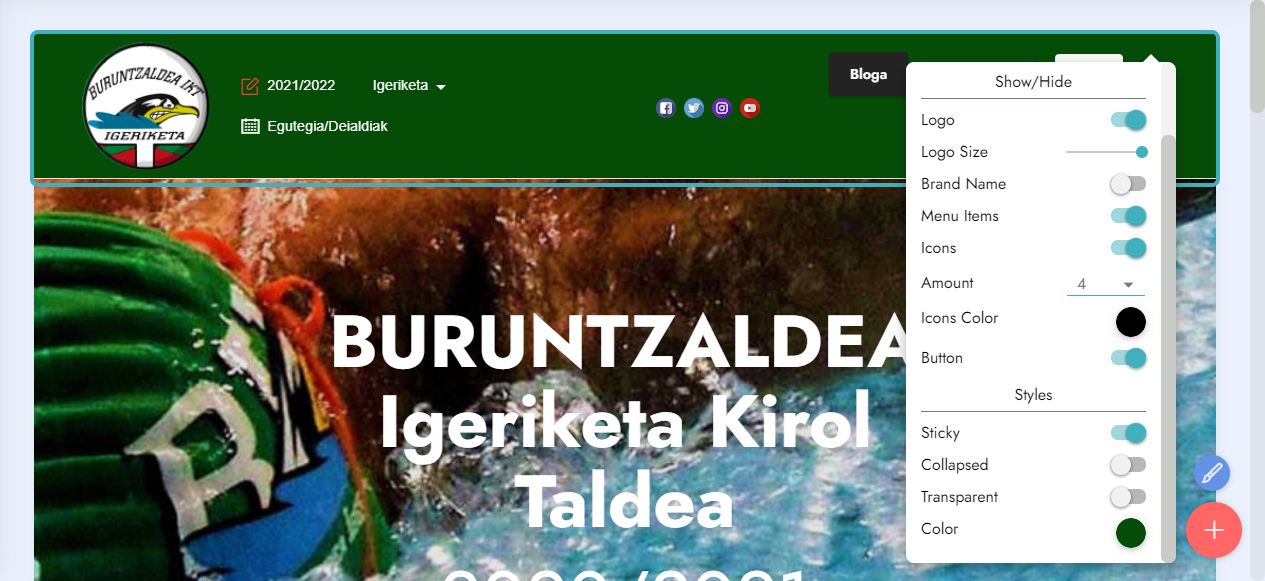 BURUNTZALDEA IKT
IGERIKETA
2021/2022
Igeriketa
Egutegia/Deialdiak
Bloga
Show/Hide
Logo
Logo Size
Brand Name
Menu Items
Icons
Amount 4
Icons Color
Button
Styles
Sticky
Collapsed
Transparent
Color
BURUNTZALDEA
Igeriketa Kirol
Taldea